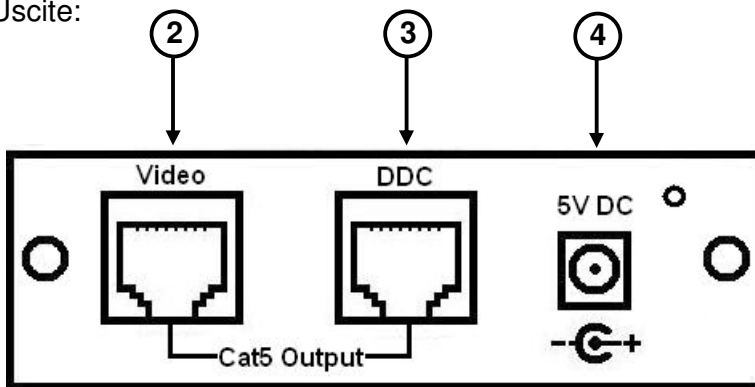 Uscite:
2 3 4
Video DDC
5V DC
Cat5 Output
- +